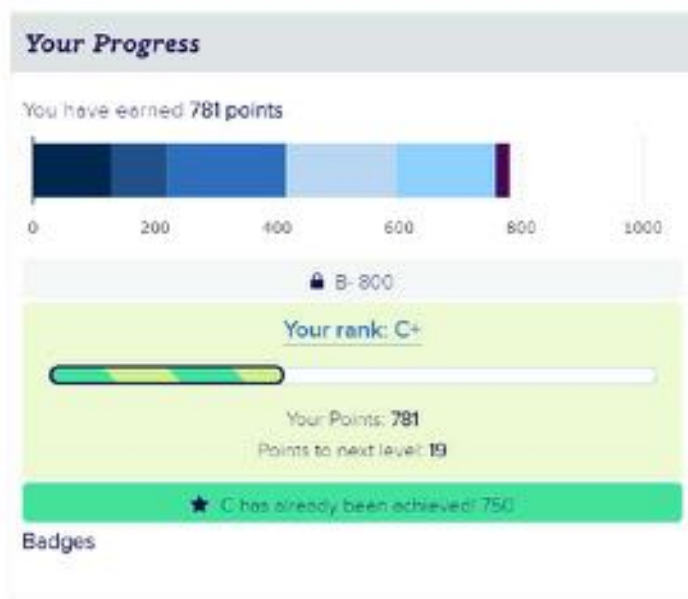 Your Progress
You have earned 781 points
0 200 400 600 800 1000
B- 800
Your rank: C+
Your Points: 781
Points to next level: 19
C has already been achieved! 750
Badges